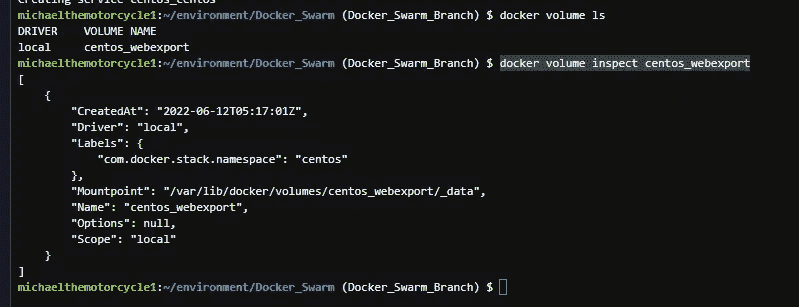 Creating service centos_centos
michaelthemotorcycle1:~/environment/Docker_Swarm (Docker_Swarm_Branch) $ docker volume ls
DRIVER    VOLUME NAME
local     centos_webexport
michaelthemotorcycle1:~/environment/Docker_Swarm (Docker_Swarm_Branch) $ docker volume inspect centos_webexport
[
    {
        "CreatedAt": "2022-06-12T05:17:01Z",
        "Driver": "local",
        "Labels": {
            "com.docker.stack.namespace": "centos"
        },
        "Mountpoint": "/var/lib/docker/volumes/centos_webexport/_data",
        "Name": "centos_webexport",
        "Options": null,
        "Scope": "local"
    }
]
michaelthemotorcycle1:~/environment/Docker_Swarm (Docker_Swarm_Branch) $